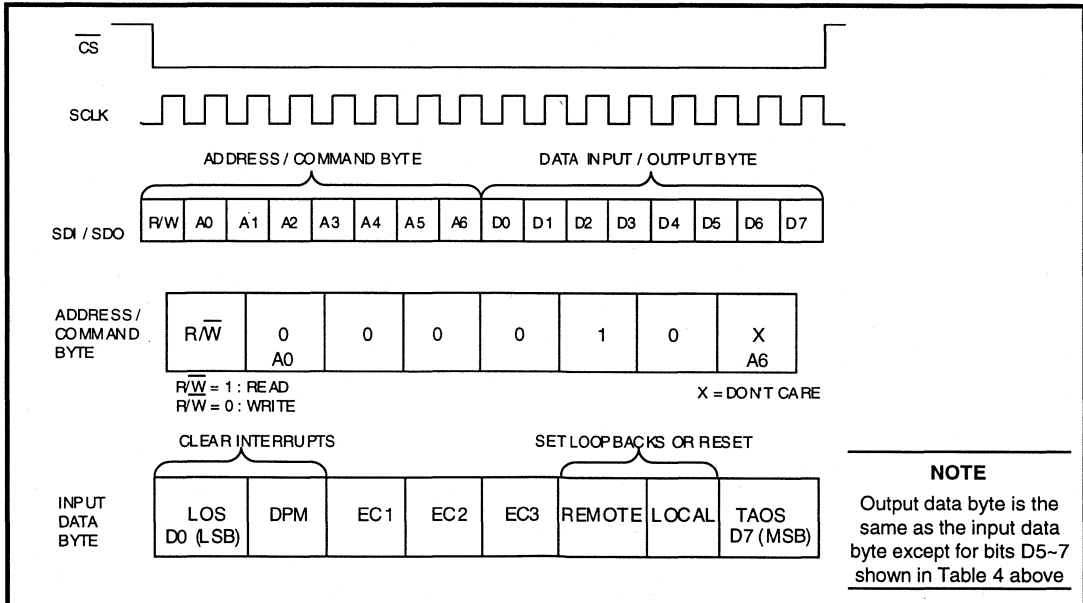 CS
SCLK
ADDRESS / COMMAND BYTE
DATA INPUT / OUTPUT BYTE
SDI / SDO
R/W A0 A1 A2 A3 A4 A5 A6 D0 D1 D2 D3 D4 D5 D6 D7
ADDRESS /
COMMAND
BYTE
R/W 0 0 0 0 1 0 X
A0 A6
R/W = 1 : READ
R/W = 0 : WRITE
X = DON'T CARE
CLEAR INTERRUPTS
SET LOOPBACKS OR RESET
INPUT
DATA
BYTE
LOS DPM EC1 EC2 EC3 REMOTE LOCAL TAOS
D0 (LSB) D7 (MSB)
NOTE
Output data byte is the
same as the input data
byte except for bits D5~7
shown in Table 4 above